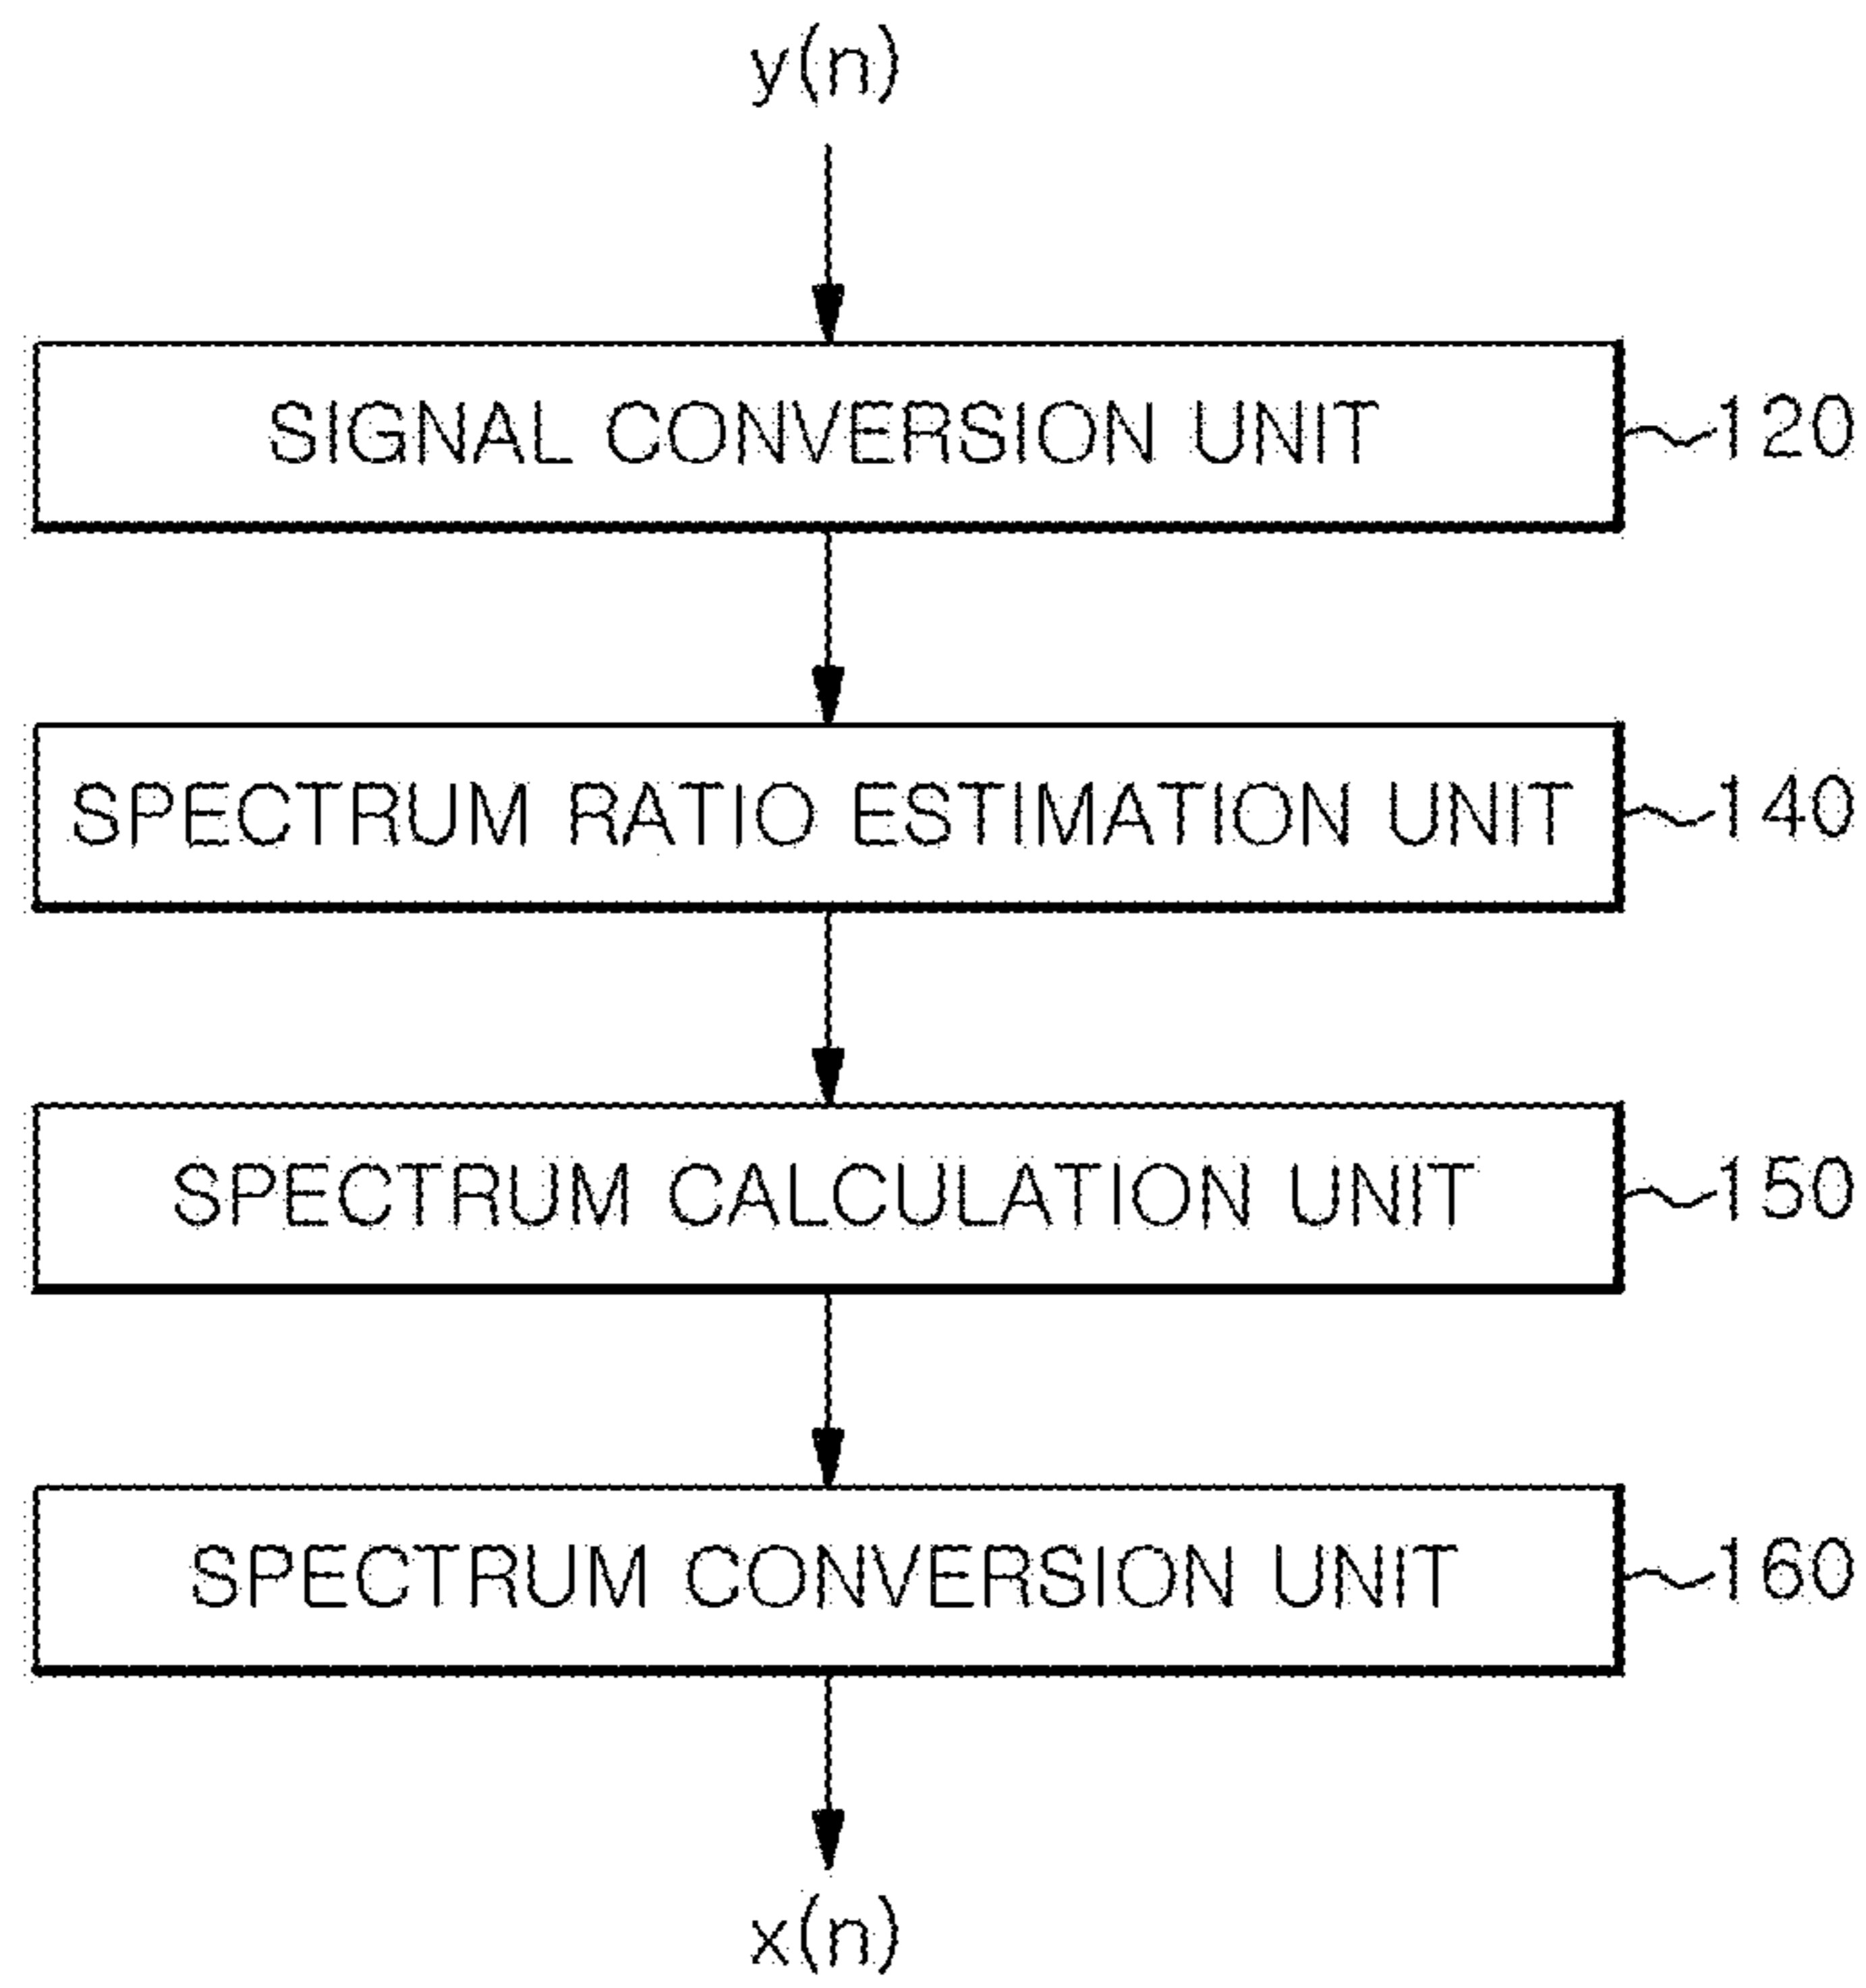 y(n)
SIGNAL CONVERSION UNIT 120
SPECTRUM RATIO ESTIMATION UNIT 140
SPECTRUM CALCULATION UNIT 150
SPECTRUM CONVERSION UNIT 160
x(n)